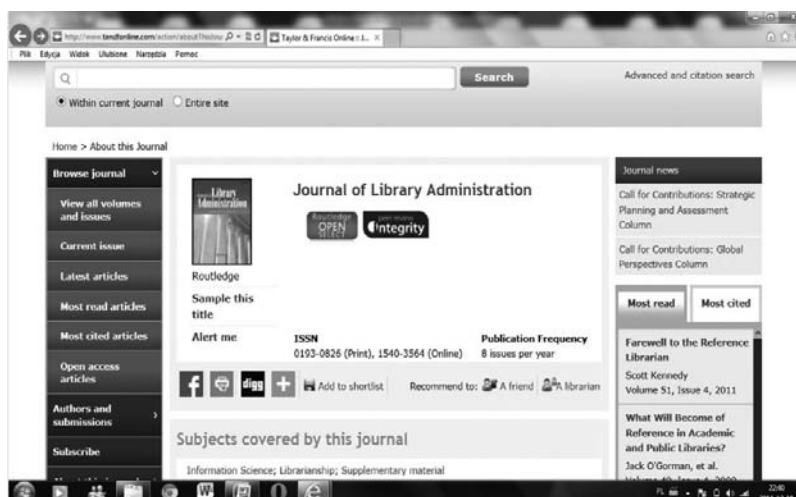 http://www.tandfonline.com/action/aboutThisJour
Taylor & Francis Online :: J...
Plik Edycja Widok Ulubione Narzędzia Pomoc
Search
Advanced and citation search
Within current journal Entire site
Home > About this Journal
Browse journal
View all volumes
and issues
Current issue
Latest articles
Most read articles
Most cited articles
Open access
articles
Authors and
submissions
Subscribe
Library
Administration
Routledge
Sample this
title
Alert me
Journal of Library Administration
Routledge
OPEN
SELECT
peer review
integrity
ISSN
0193-0826 (Print), 1540-3564 (Online)
Publication Frequency
8 issues per year
f
digg
+
Add to shortlist
Recommend to: A friend A librarian
Subjects covered by this journal
Information Science; Librarianship; Supplementary material
Journal news
Call for Contributions: Strategic
Planning and Assessment
Column
Call for Contributions: Global
Perspectives Column
Most read Most cited
Farewell to the Reference
Librarian
Scott Kennedy
Volume 51, Issue 4, 2011
What Will Become of
Reference in Academic
and Public Libraries?
Jack O'Gorman, et al.
PL
22:40